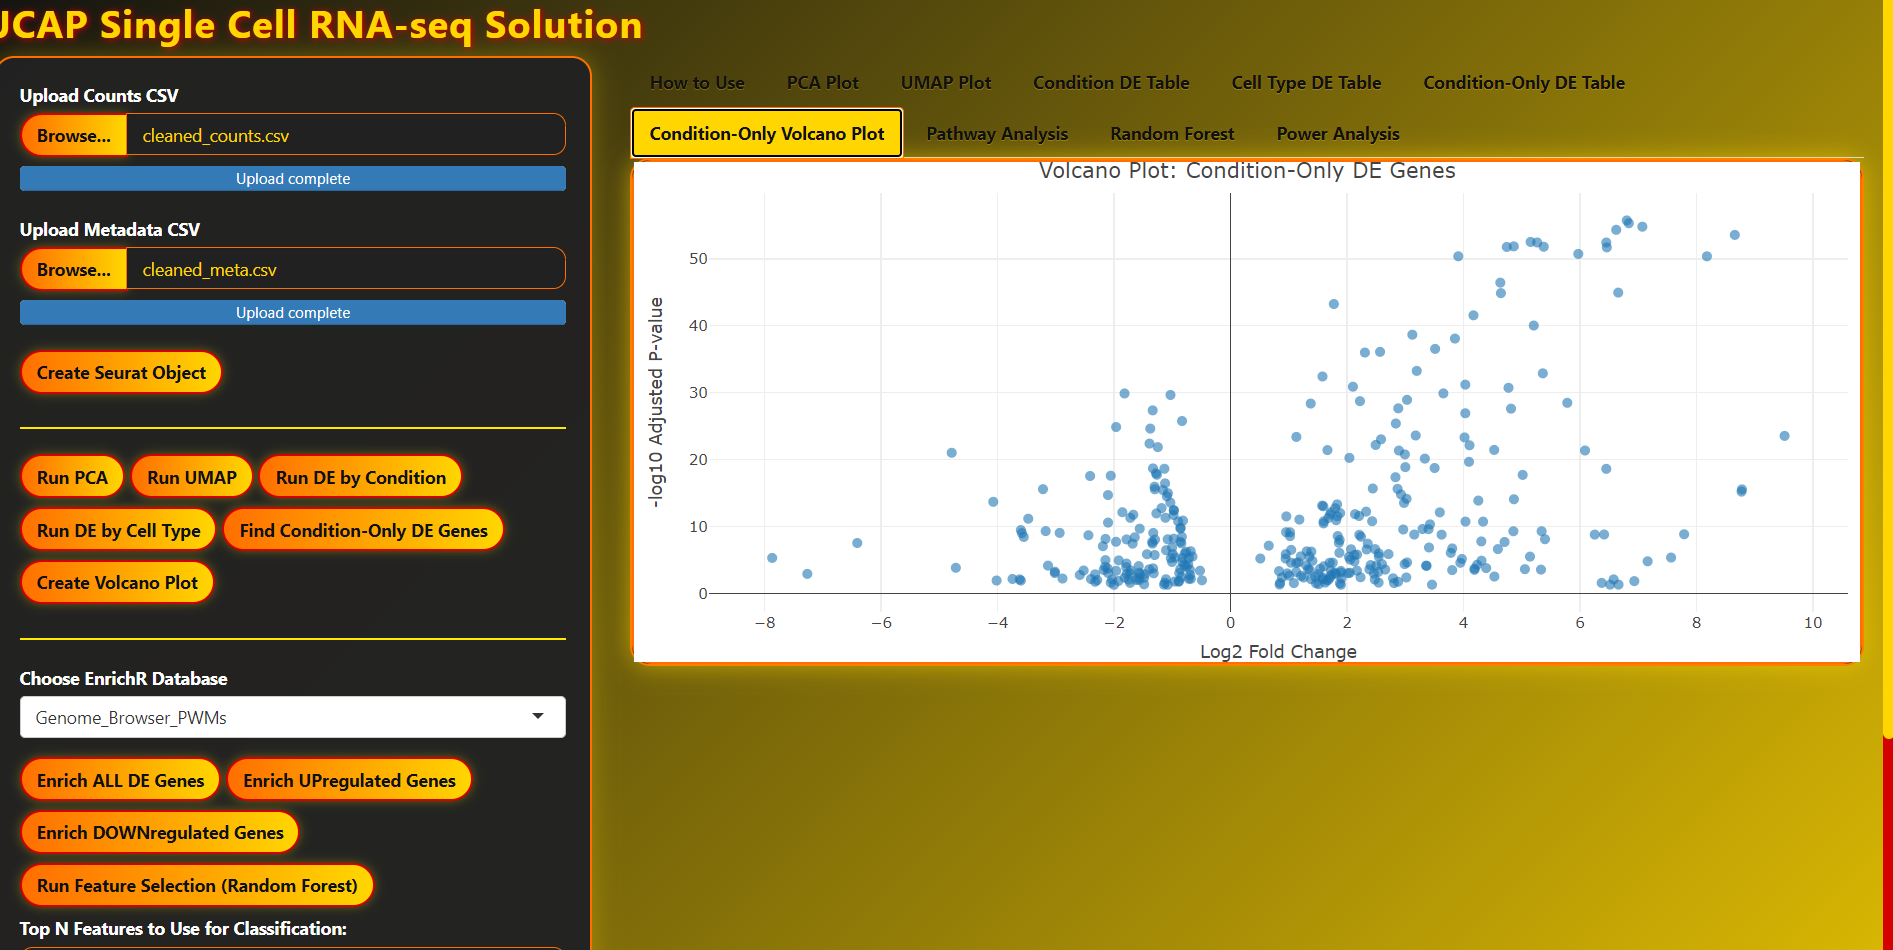 UCAP Single Cell RNA-seq Solution
Upload Counts CSV
Browse... cleaned_counts.csv
Upload complete
Upload Metadata CSV
Browse... cleaned_meta.csv
Upload complete
Create Seurat Object
Run PCA Run UMAP Run DE by Condition
Run DE by Cell Type Find Condition-Only DE Genes
Create Volcano Plot
Choose EnrichR Database
Genome_Browser_PWMs
Enrich ALL DE Genes Enrich UPregulated Genes
Enrich DOWNregulated Genes
Run Feature Selection (Random Forest)
Top N Features to Use for Classification:
How to Use PCA Plot UMAP Plot Condition DE Table Cell Type DE Table Condition-Only DE Table
Condition-Only Volcano Plot Pathway Analysis Random Forest Power Analysis
Volcano Plot: Condition-Only DE Genes
-log10 Adjusted P-value
50
40
30
20
10
0
−8 −6 −4 −2 0 2 4 6 8 10
Log2 Fold Change